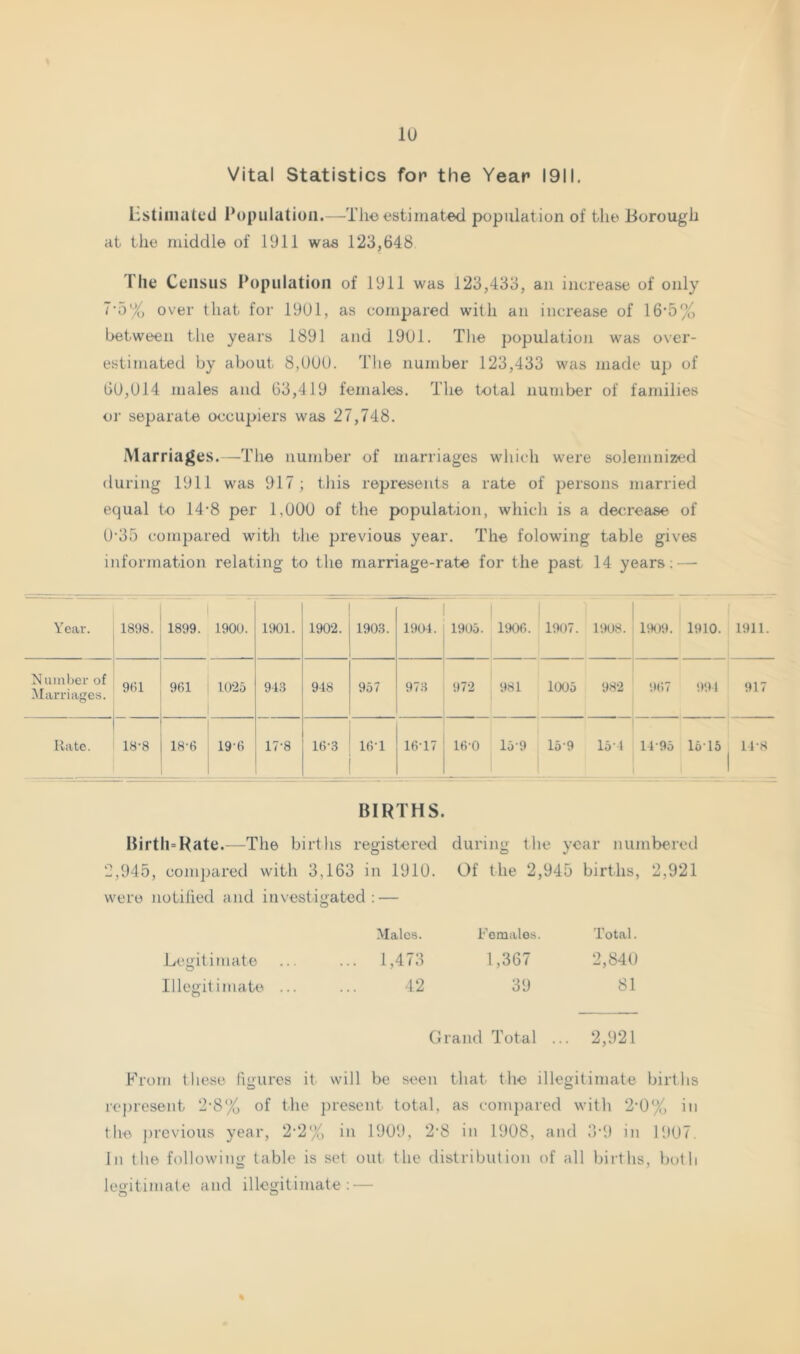 10
Vital Statistics for the Year 1911.
Estimated Population.—The estimated population of the Borough
at the middle of 1911 was 123,648
The Census Population of 1911 was 123,433, an increase of only
7·5% over that for 1901, as compared with an increase of 16·5%
between the years 1891 and 1901. The population was over-
estimated by about 8,000. The number 123,433 was made up of
60,014 males and 63,419 females. The total number of families
or separate occupiers was 27,748.
Marriages.—The number of marriages which were solemnized
during 1911 was 917; this represents a rate of persons married
equal to 14·8 per 1,000 of the population, which is a decrease of
0·35 compared with the previous year. The folowing table gives
information relating to the marriage-rate for the past 14 years:—
Year. 1898. 1899. 1900. 1901. 1902. 1903. 1904. 1905. 1906. 1907. 1908. 1909. 1910. 1911.
Number of Marriages. 961 961 1025 943 948 957 973 972 981 1005 982 967 994 917
Rate. 18·8 18·6 19·6 17·8 16·3 16·1 16·17 16·0 15·9 15·9 15·4 14·95 15·15 14·8
BIRTHS.
Birth=Rate.—The births registered during the year numbered
2,945, compared with 3,163 in 1910. Of the 2,945 births, 2,921
were notified and investigated:—
Males. Females. Total.
Legitimate ... ... 1,473 1,367 2,840
Illegitimate ... ... 42 39 81
Grand Total ... 2,921
From these figures it will be seen that the illegitimate births
represent 2·8% of the present total, as compared with 2·0% in
the previous year, 2·2% in 1909, 2·8 in 1908, and 3·9 in 1907.
In the following table is set out the distribution of all births, both
legitimate and illegitimate:—